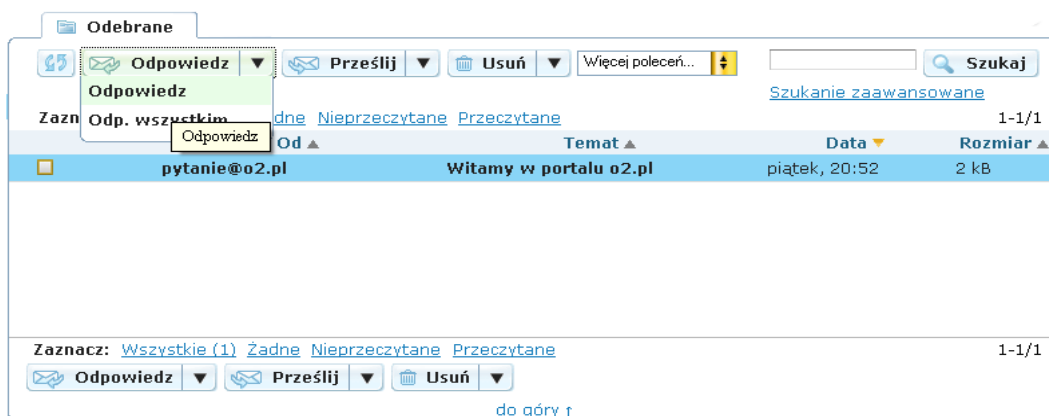 Odebrane
Odpowiedz ▼ Prześlij ▼ Usuń ▼ Więcej poleceń... Szukaj
Odpowiedz
Szukanie zaawansowane
Odp. wszystkim
Nieprzeczytane Przeczytane 1-1/1
Odpowiedz
Od ▲ Temat ▲ Data ▼ Rozmiar ▲
pytanie@o2.pl Witamy w portalu o2.pl piątek, 20:52 2 kB
Zaznacz: Wszystkie (1) Żadne Nieprzeczytane Przeczytane 1-1/1
Odpowiedz ▼ Prześlij ▼ Usuń ▼
do góry ↑